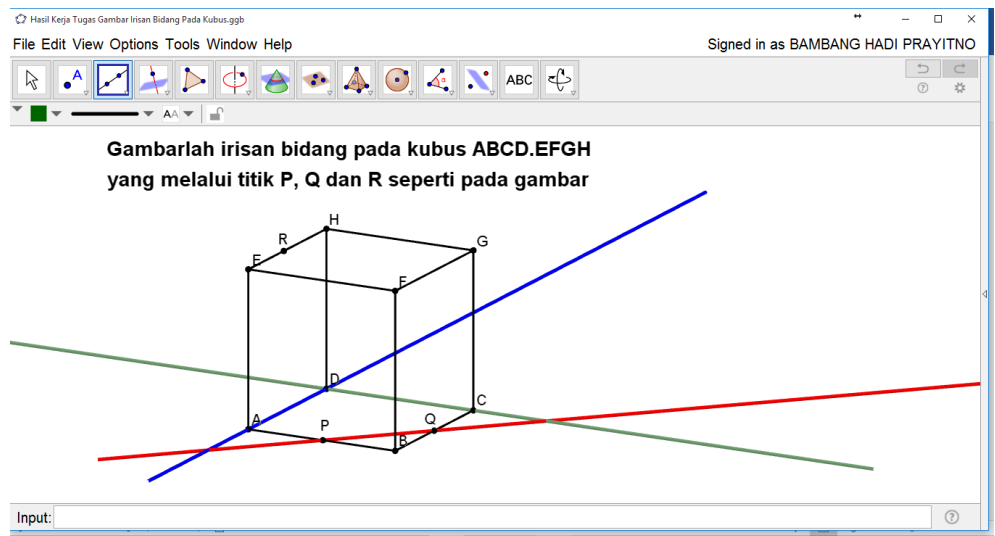 Hasil Kerja Tugas Gambar Irisan Bidang Pada Kubus.ggb
File Edit View Options Tools Window Help
Signed in as BAMBANG HADI PRAYITNO
A
α
ABC
AA
Gambarlah irisan bidang pada kubus ABCD.EFGH
yang melalui titik P, Q dan R seperti pada gambar
H
R
G
E
F
D
C
A
P
Q
B
Input: